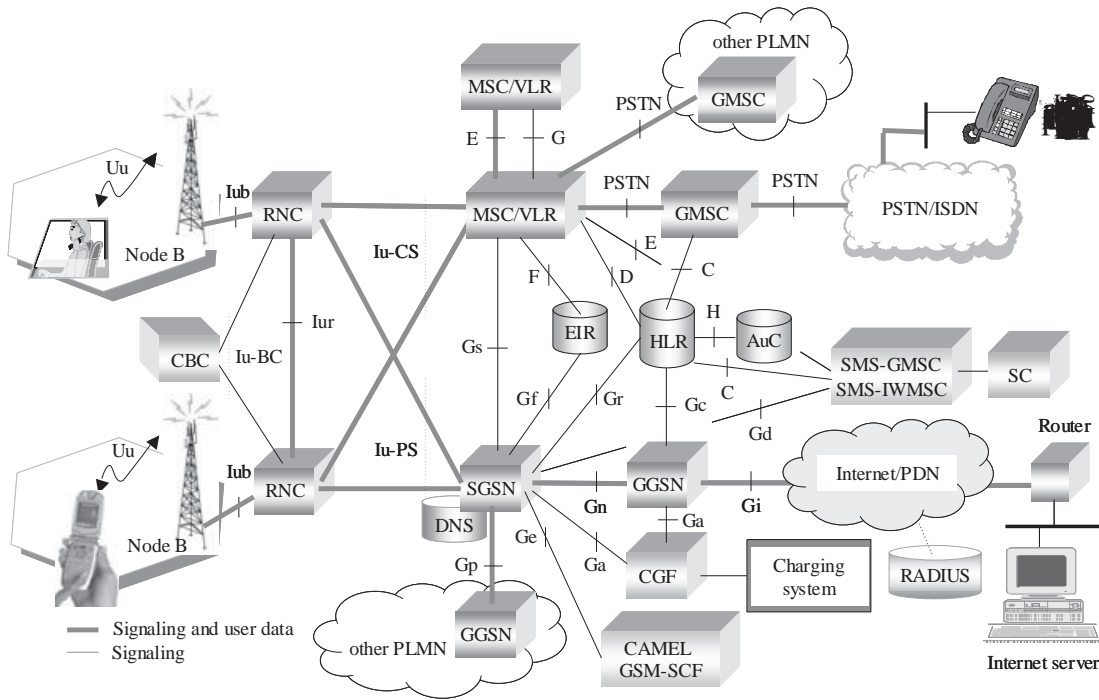 other PLMN
MSC/VLR
GMSC
PSTN
E
G
Uu
Iub
RNC
MSC/VLR
PSTN
GMSC
PSTN
PSTN/ISDN
Node B
Iu-CS
E
F
D
C
Iur
EIR
HLR
H
AuC
CBC
Iu-BC
Gs
SMS-GMSC
SMS-IWMSC
SC
C
Gf
Gr
Gc
Gd
Uu
Iub
RNC
Iu-PS
SGSN
Gn
GGSN
Gi
Internet/PDN
Router
Node B
DNS
Ge
Ga
Ga
Gp
CGF
Charging
system
RADIUS
GGSN
other PLMN
CAMEL
GSM-SCF
Internet server
Signaling and user data
Signaling